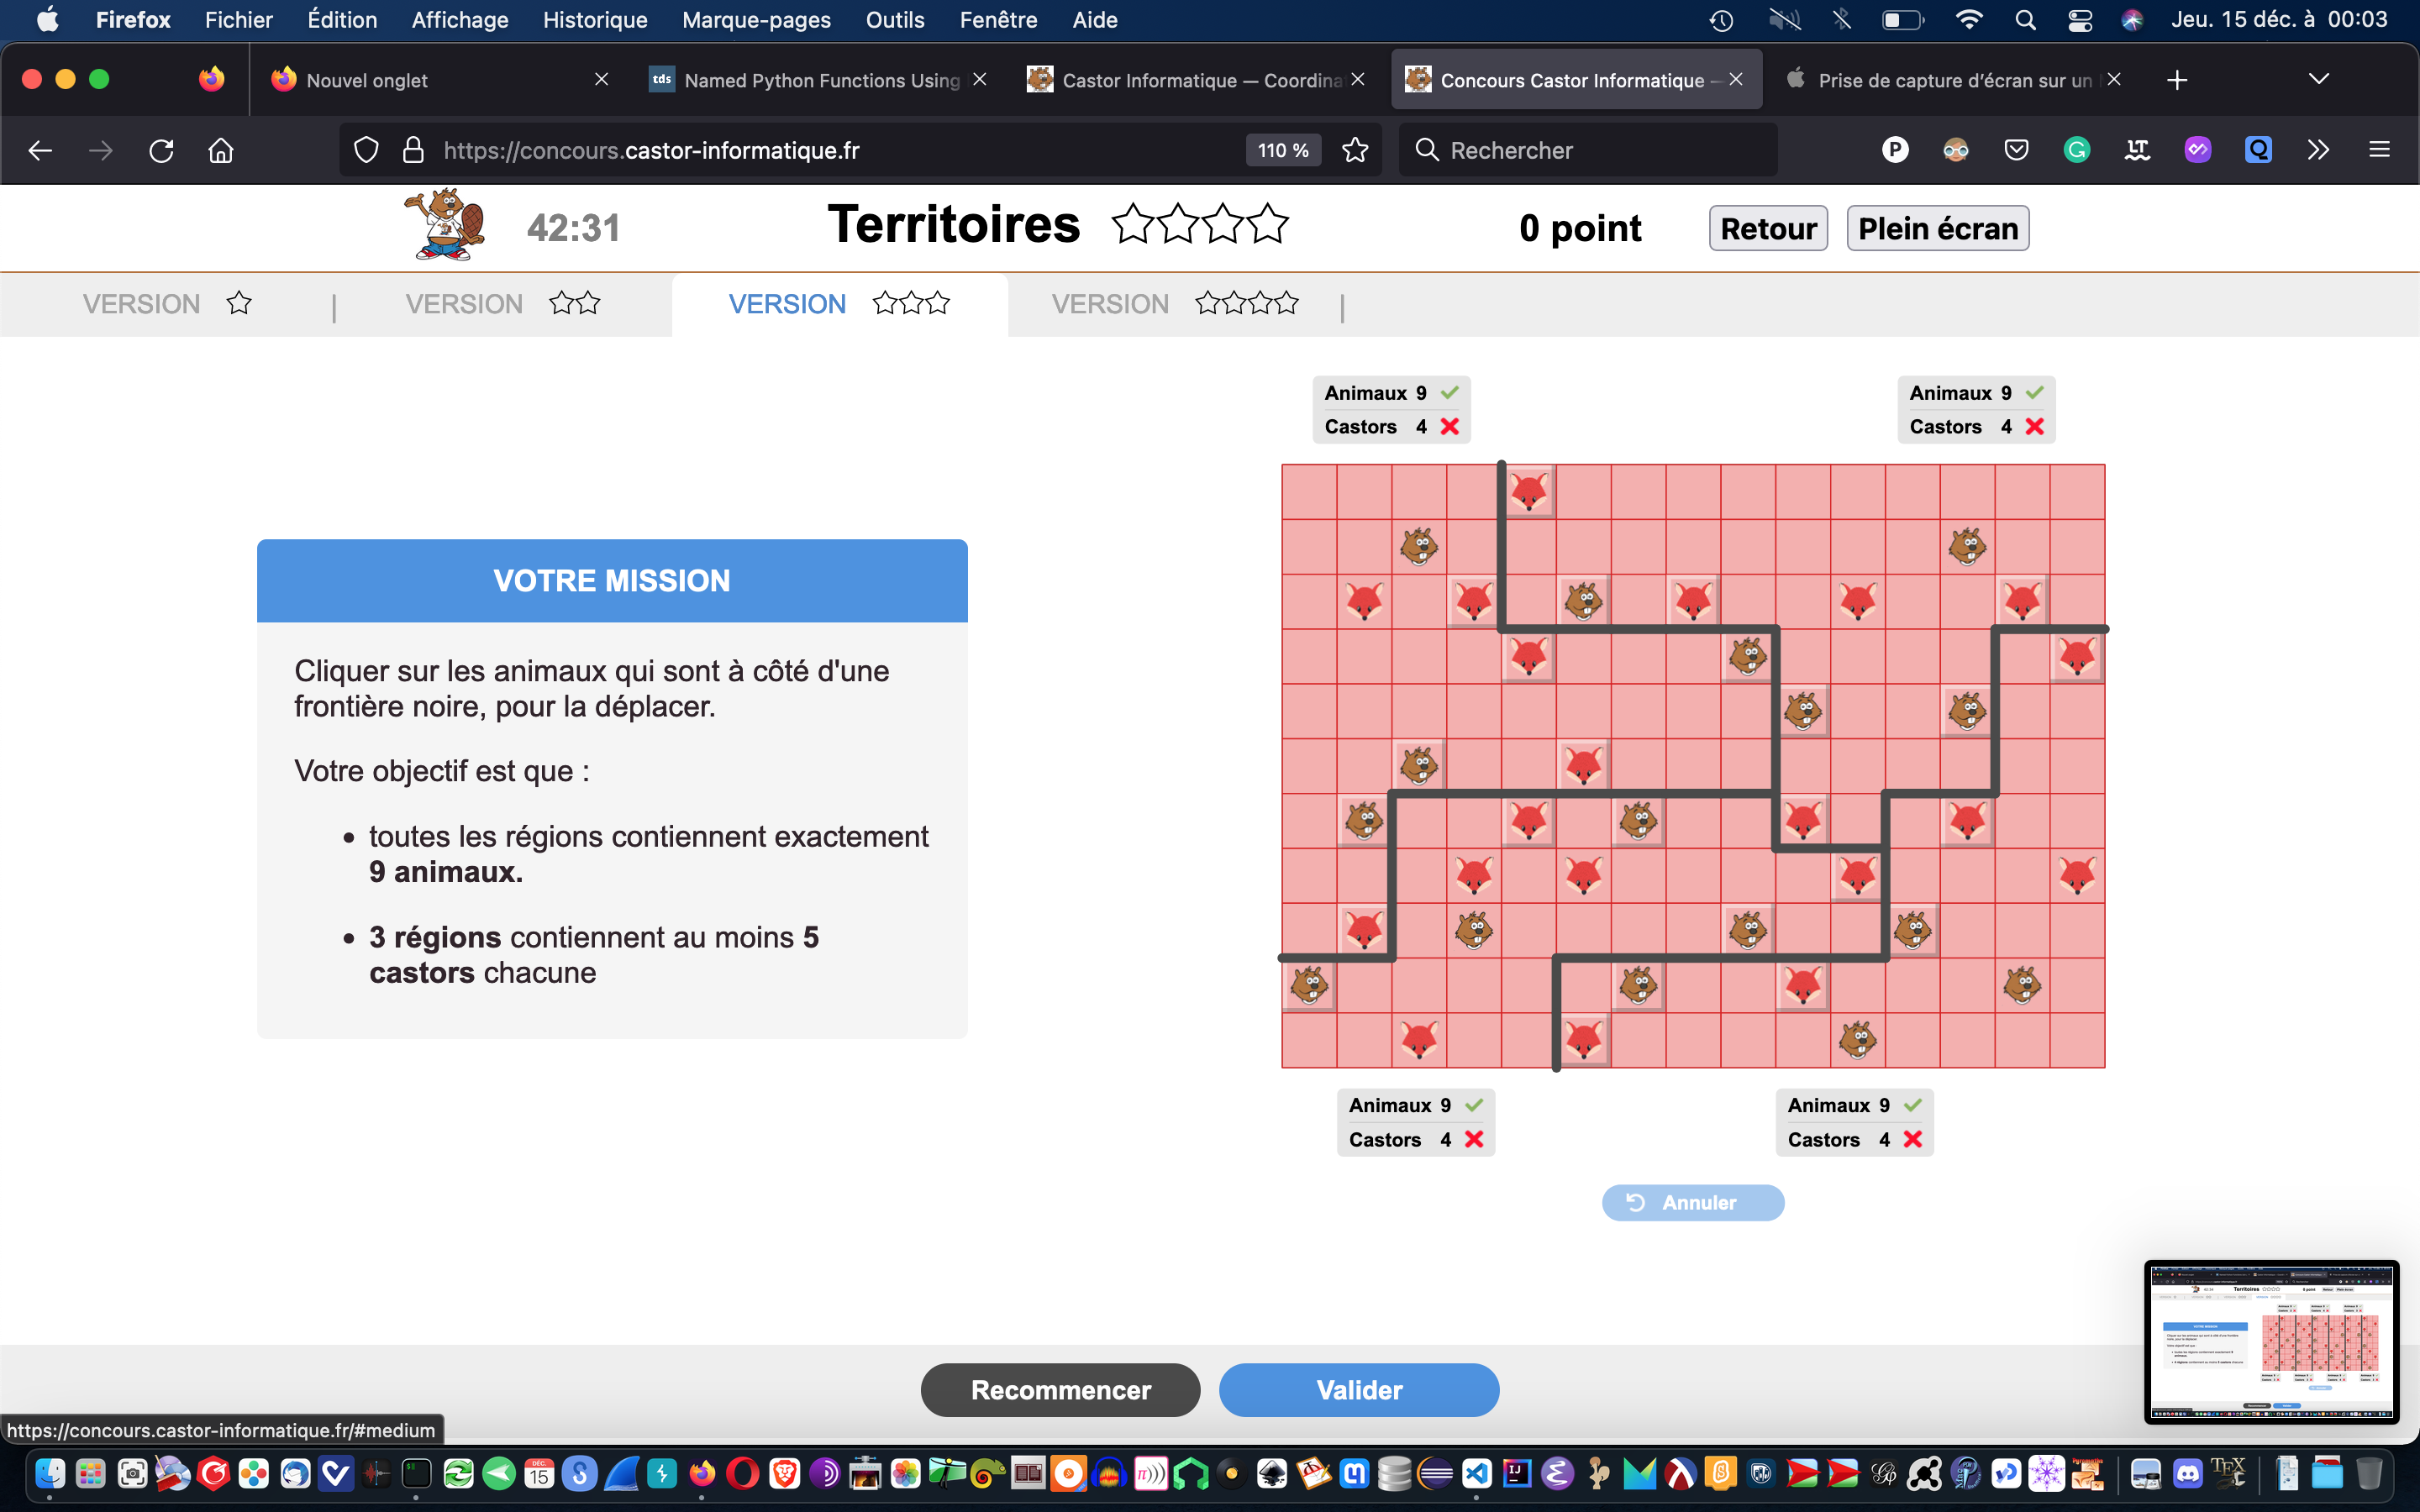 Firefox Fichier Édition Affichage Historique Marque-pages Outils Fenêtre Aide Jeu. 15 déc. à 00:03
Nouvel onglet tds Named Python Functions Using Castor Informatique — Coordina Concours Castor Informatique — Prise de capture d'écran sur un
https://concours.castor-informatique.fr 110 % Rechercher
42:31 Territoires 0 point Retour Plein écran
VERSION | VERSION VERSION VERSION |
Animaux 9 Animaux 9
Castors 4 Castors 4
VOTRE MISSION
Cliquer sur les animaux qui sont à côté d'une
frontière noire, pour la déplacer.
Votre objectif est que :
• toutes les régions contiennent exactement
9 animaux.
• 3 régions contiennent au moins 5
castors chacune
Animaux 9 Animaux 9
Castors 4 Castors 4
Annuler
Recommencer Valider
https://concours.castor-informatique.fr/#medium